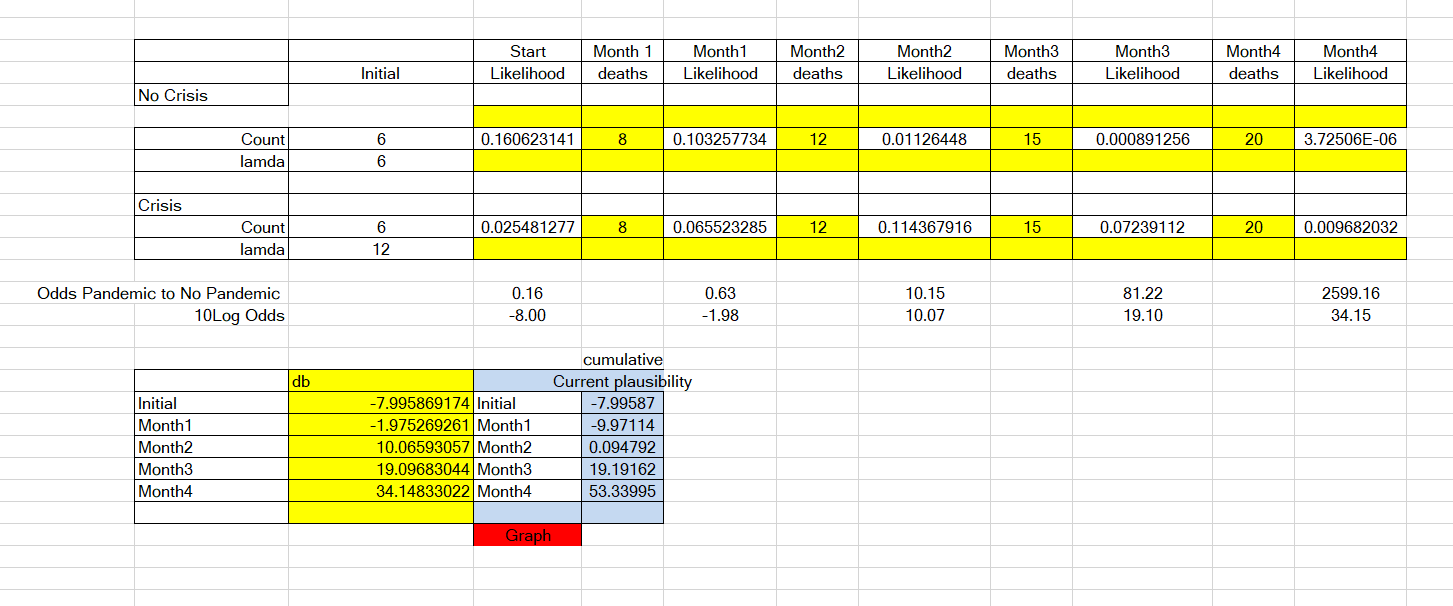 Start Month 1 Month1 Month2 Month2 Month3 Month3 Month4 Month4
Initial Likelihood deaths Likelihood deaths Likelihood deaths Likelihood deaths Likelihood
No Crisis
Count 6 0.160623141 8 0.103257734 12 0.01126448 15 0.000891256 20 3.72506E-06
lamda 6
Crisis
Count 6 0.025481277 8 0.065523285 12 0.114367916 15 0.07239112 20 0.009682032
lamda 12
Odds Pandemic to No Pandemic 0.16 0.63 10.15 81.22 2599.16
10Log Odds -8.00 -1.98 10.07 19.10 34.15
cumulative
db Current plausibility
Initial -7.995869174 Initial -7.99587
Month1 -1.975269261 Month1 -9.97114
Month2 10.06593057 Month2 0.094792
Month3 19.09683044 Month3 19.19162
Month4 34.14833022 Month4 53.33995
Graph